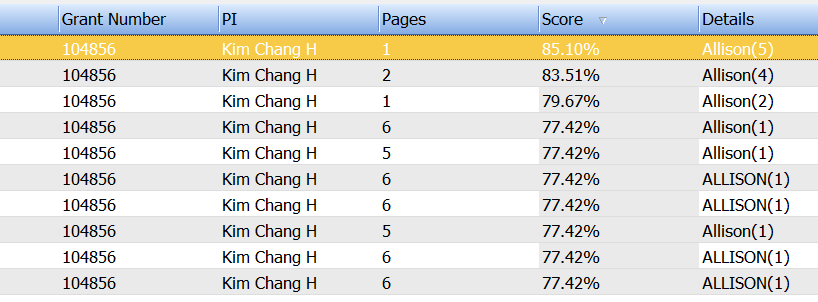 Grant Number PI Pages Score Details
104856 Kim Chang H 1 85.10% Allison(5)
104856 Kim Chang H 2 83.51% Allison(4)
104856 Kim Chang H 1 79.67% Allison(2)
104856 Kim Chang H 6 77.42% Allison(1)
104856 Kim Chang H 5 77.42% Allison(1)
104856 Kim Chang H 6 77.42% ALLISON(1)
104856 Kim Chang H 6 77.42% ALLISON(1)
104856 Kim Chang H 5 77.42% Allison(1)
104856 Kim Chang H 6 77.42% ALLISON(1)
104856 Kim Chang H 6 77.42% ALLISON(1)